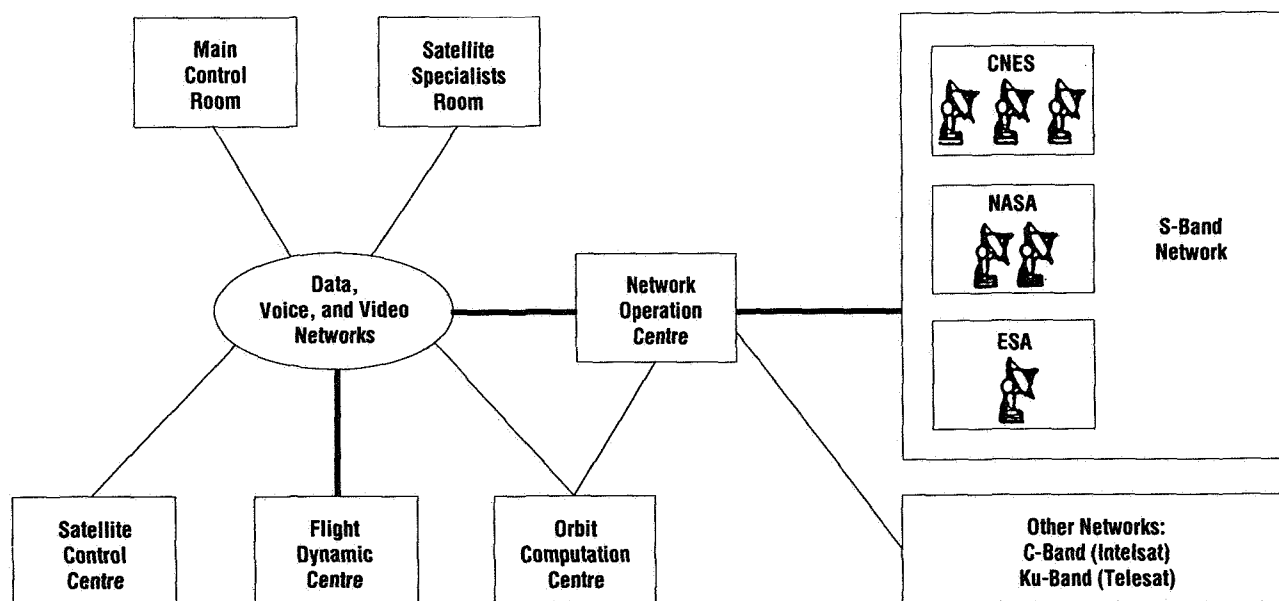 Main
Control
Room
Satellite
Specialists
Room
CNES
NASA
S-Band
Network
ESA
Data,
Voice, and Video
Networks
Network
Operation
Centre
Satellite
Control
Centre
Flight
Dynamic
Centre
Orbit
Computation
Centre
Other Networks:
C-Band (Intelsat)
Ku-Band (Telesat)